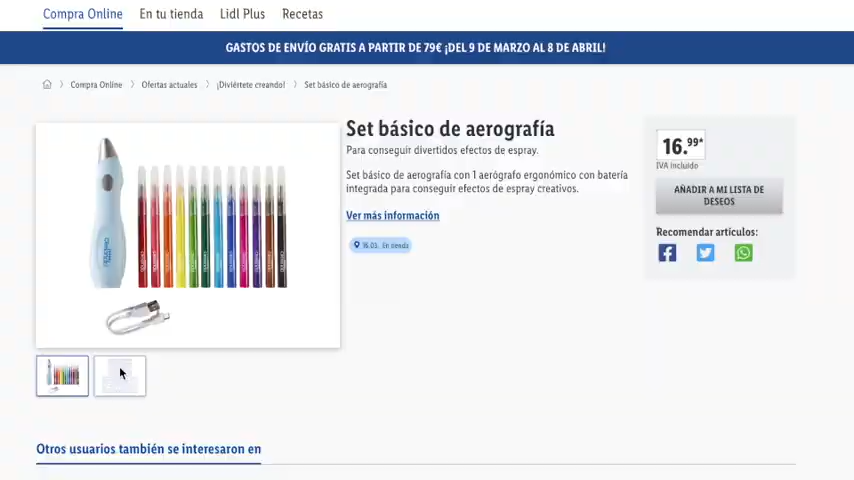 Compra Online En tu tienda Lidl Plus Recetas
GASTOS DE ENVÍO GRATIS A PARTIR DE 79€ ¡DEL 9 DE MARZO AL 8 DE ABRIL!
Compra Online > Ofertas actuales > ¡Diviértete creando! > Set básico de aerografía
Set básico de aerografía
Para conseguir divertidos efectos de espray.
Set básico de aerografía con 1 aerógrafo ergonómico con batería
integrada para conseguir efectos de espray creativos.
Ver más información
16.03. En tienda
16.99*
IVA incluido
AÑADIR A MI LISTA DE
DESEOS
Recomendar artículos:
Otros usuarios también se interesaron en